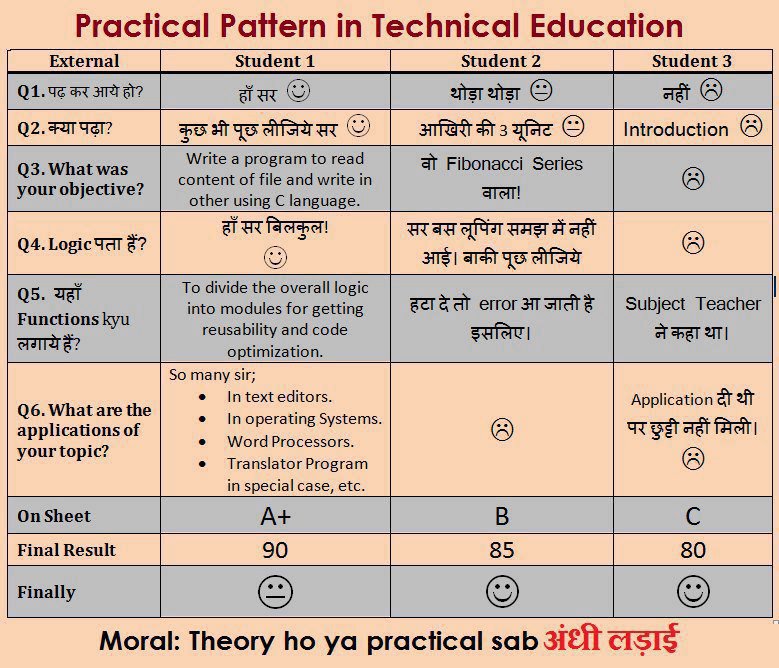 Practical Pattern in Technical Education
External
Student 1
Student 2
Student 3
Q1. पढ़ कर आये हो?
हाँ सर
थोड़ा थोड़ा
नहीं
Q2. क्या पढ़ा?
कुछ भी पूछ लीजिये सर
आखिरी की 3 यूनिट
Introduction
Q3. What was
your objective?
Write a program to read
content of file and write in
other using C language.
वो Fibonacci Series
वाला!
Q4. Logic पता हैं?
हाँ सर बिलकुल!
सर बस लूपिंग समझ में नहीं
आई। बाकी पूछ लीजिये
Q5. यहाँ
Functions kyu
लगाये हैं?
To divide the overall logic
into modules for getting
reusability and code
optimization.
हटा दे तो error आ जाती है
इसलिए।
Subject Teacher
ने कहा था।
Q6. What are the
applications of
your topic?
So many sir;
• In text editors.
• In operating Systems.
• Word Processors.
• Translator Program
in special case, etc.
Application दी थी
पर छुट्टी नहीं मिली।
On Sheet
A+
B
C
Final Result
90
85
80
Finally
Moral: Theory ho ya practical sab अंधी लड़ाई